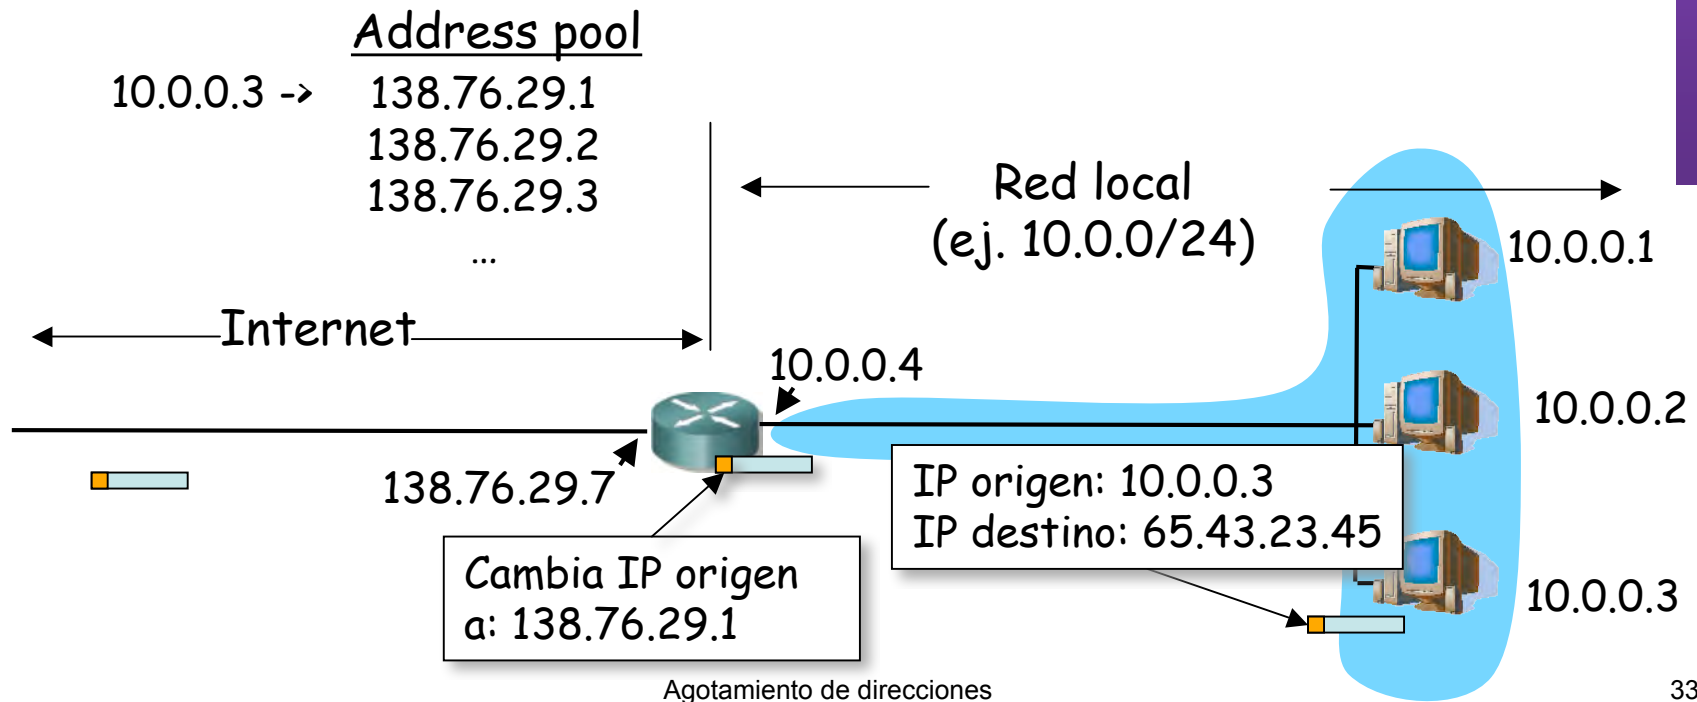 Address pool
10.0.0.3 -> 138.76.29.1
138.76.29.2
138.76.29.3
...
Red local
(ej. 10.0.0/24)
10.0.0.1
Internet
10.0.0.4
10.0.0.2
138.76.29.7
IP origen: 10.0.0.3
IP destino: 65.43.23.45
Cambia IP origen
a: 138.76.29.1
10.0.0.3
Agotamiento de direcciones
33